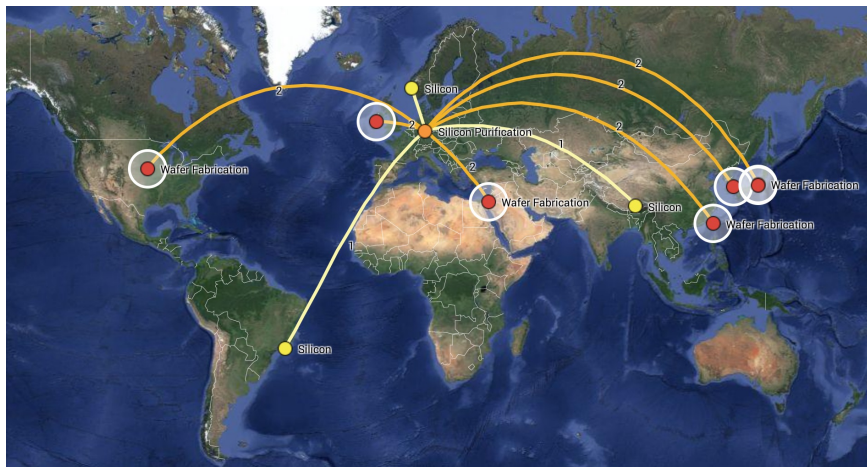 2
Silicon
2
2
2
Silicon Purification
2
2
1
Wafer Fabrication
Wafer Fabrication
Wafer Fabrication
Silicon
Wafer Fabrication
1
Silicon